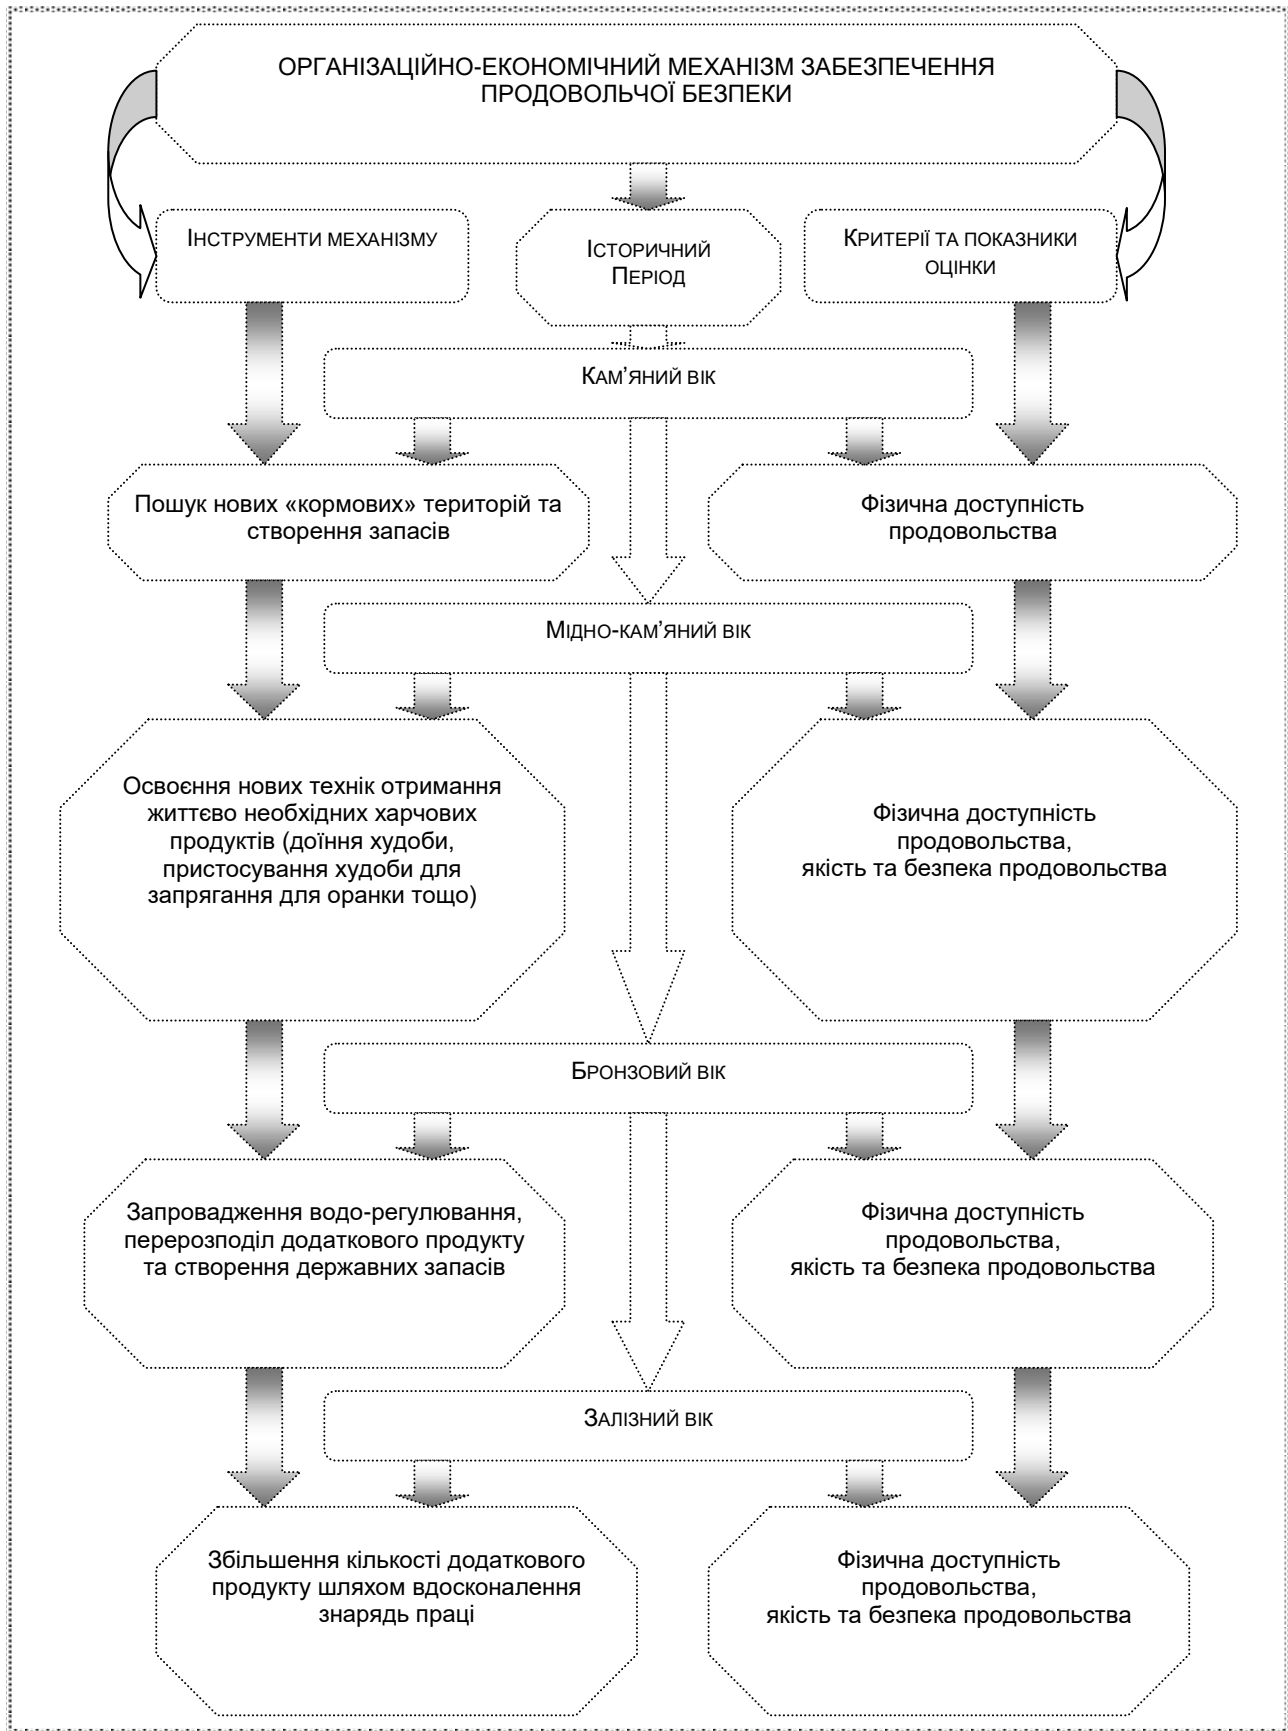 ОРГАНІЗАЦІЙНО-ЕКОНОМІЧНИЙ МЕХАНІЗМ ЗАБЕЗПЕЧЕННЯ
ПРОДОВОЛЬЧОЇ БЕЗПЕКИ
ІНСТРУМЕНТИ МЕХАНІЗМУ
ІСТОРИЧНИЙ
ПЕРІОД
КРИТЕРІЇ ТА ПОКАЗНИКИ
ОЦІНКИ
КАМ’ЯНИЙ ВІК
Пошук нових «кормових» територій та
створення запасів
Фізична доступність
продовольства
МІДНО-КАМ’ЯНИЙ ВІК
Освоєння нових технік отримання
життєво необхідних харчових
продуктів (доїння худоби,
пристосування худоби для
запрягання для оранки тощо)
Фізична доступність
продовольства,
якість та безпека продовольства
БРОНЗОВИЙ ВІК
Запровадження водо-регулювання,
перерозподіл додаткового продукту
та створення державних запасів
Фізична доступність
продовольства,
якість та безпека продовольства
ЗАЛІЗНИЙ ВІК
Збільшення кількості додаткового
продукту шляхом вдосконалення
знарядь праці
Фізична доступність
продовольства,
якість та безпека продовольства